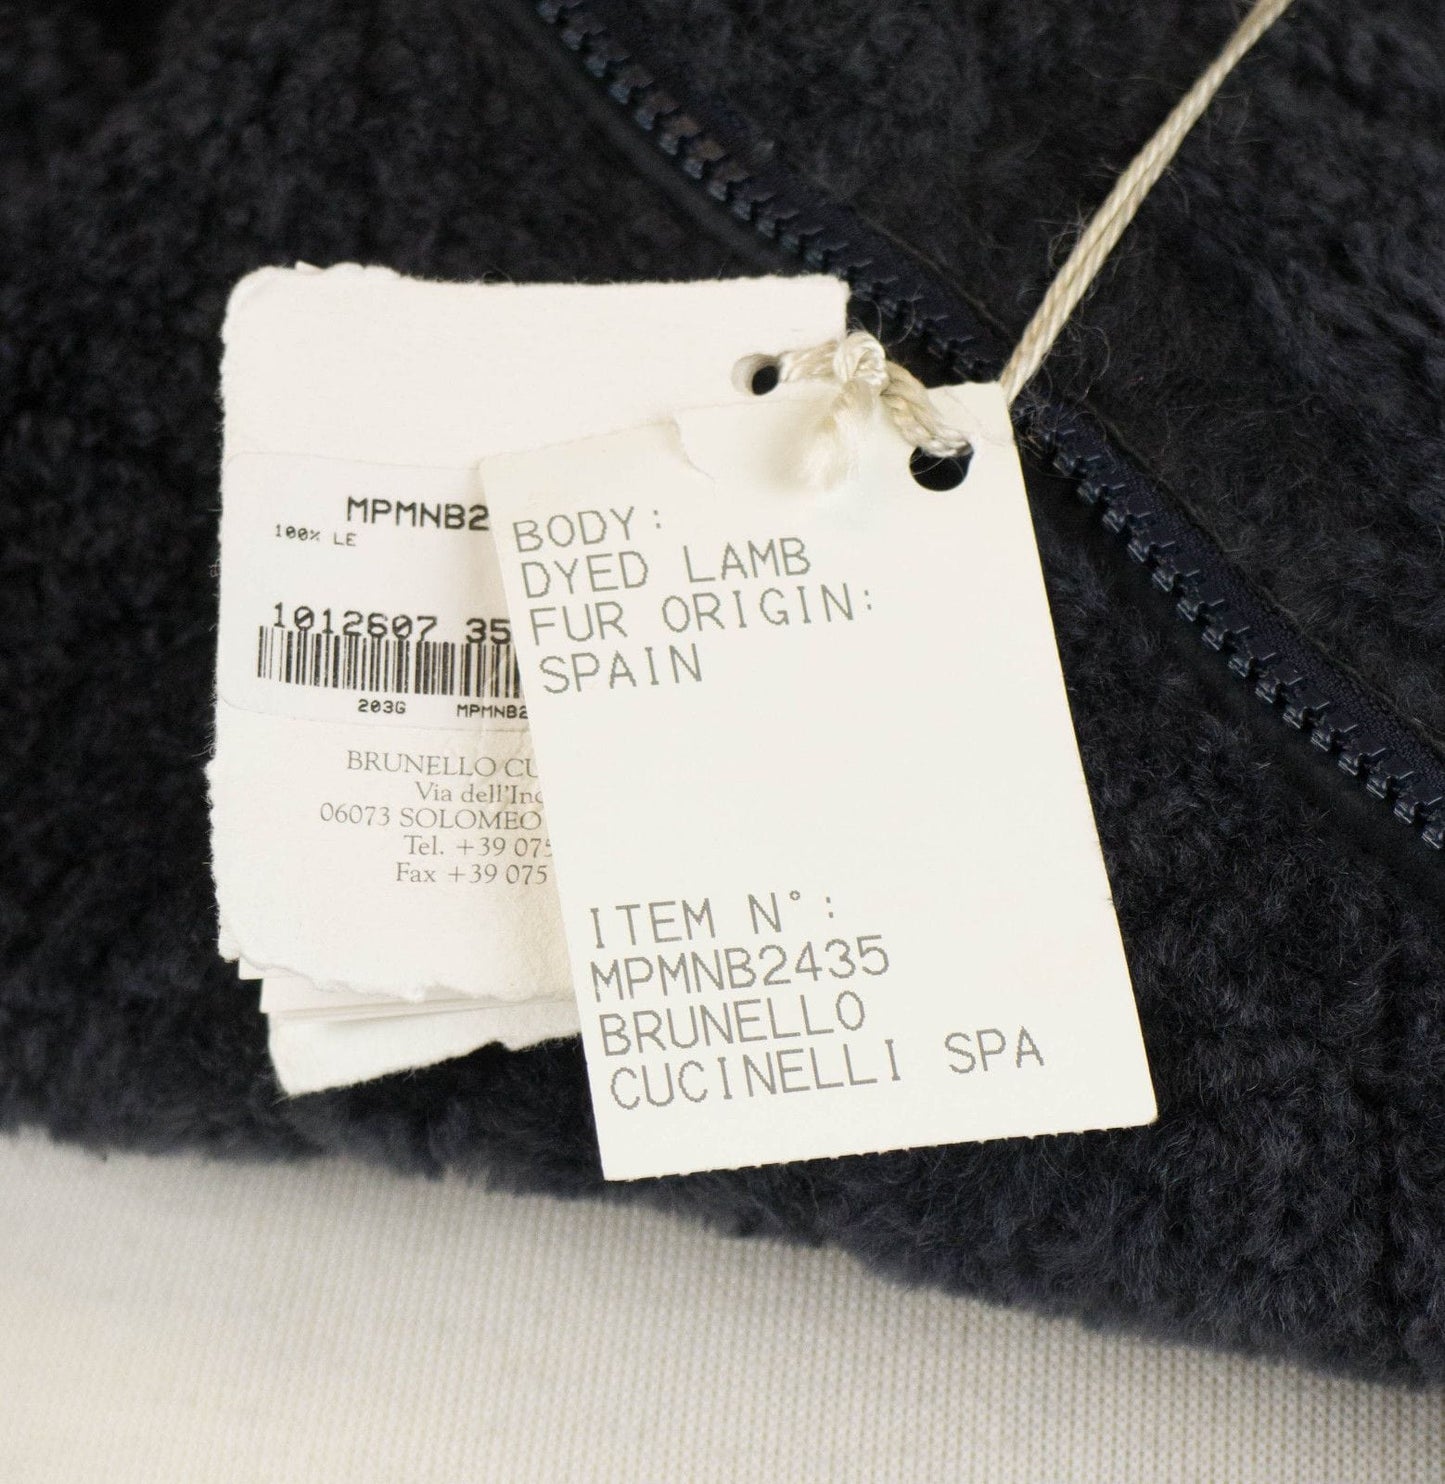 MPMNB2
100% LE
1012607 35
203G MPMNB2
BRUNELLO CU
Via dell'Ind
06073 SOLOMEO
Tel. +39 075
Fax +39 075
BODY:
DYED LAMB
FUR ORIGIN:
SPAIN
ITEM N°:
MPMNB2435
BRUNELLO
CUCINELLI SPA